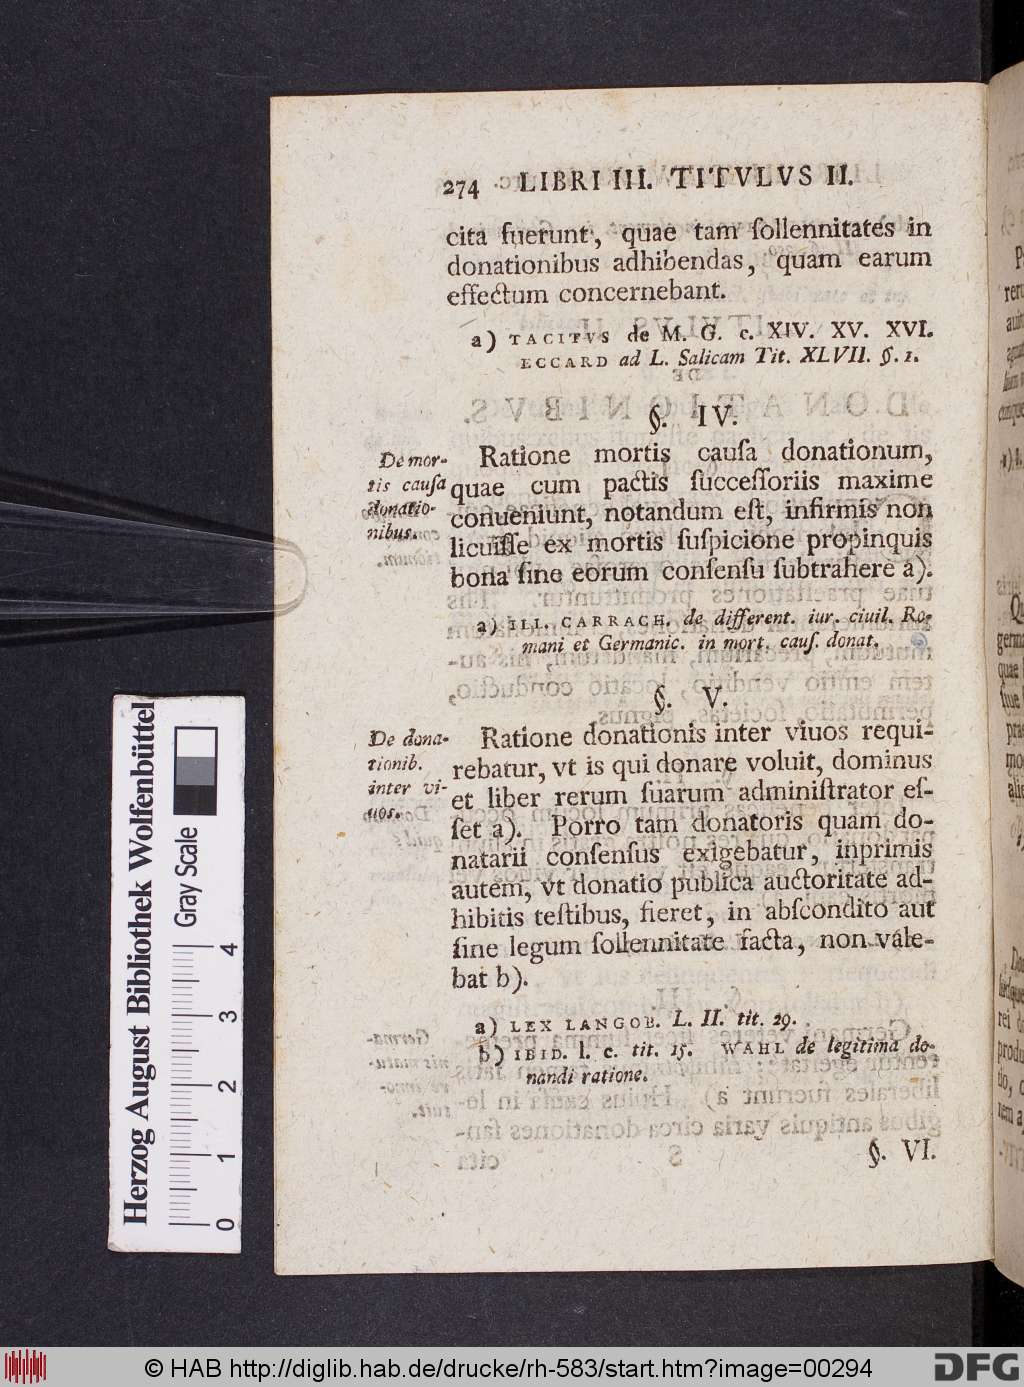 274 LIBRI III. TITVLVS II.
cita fuerunt, quae tam ſollennitates in
donationibus adhibendas, quam earum
effectum concernebant.
a) TACITVS de M. G. c. XIV. XV. XVI.
ECCARD ad L. Salicam Tit. XLVII. §. 1.
§. IV.
De mor-
tis cauſa
donatio-
nibus.
Ratione mortis cauſa donationum,
quae cum pactis ſucceſſoriis maxime
conueniunt, notandum eſt, infirmis non
licuiſſe ex mortis ſuſpicione propinquis
bona ſine eorum conſenſu ſubtrahere a).
a) ILL. CARRACH. de different. iur. ciuil. Ro-
mani et Germanic. in mort. cauſ. donat.
§. V.
De dona-
tionib.
inter vi-
uos.
Ratione donationis inter viuos requi-
rebatur, vt is qui donare voluit, dominus
et liber rerum ſuarum adminiſtrator eſ-
ſet a). Porro tam donatoris quam do-
natarii conſenſus exigebatur, inprimis
autem, vt donatio publica auctoritate ad-
hibitis teſtibus, fieret, in abſcondito aut
ſine legum ſollennitate facta, non vale-
bat b).
a) LEX LANGOB. L. II. tit. 29.
b) IBID. l. c. tit. 15. WAHL de legitima do-
nandi ratione.
§. VI.
Herzog August Bibliothek Wolfenbüttel
Gray Scale
0 1 2 3 4
© HAB http://diglib.hab.de/drucke/rh-583/start.htm?image=00294
DFG